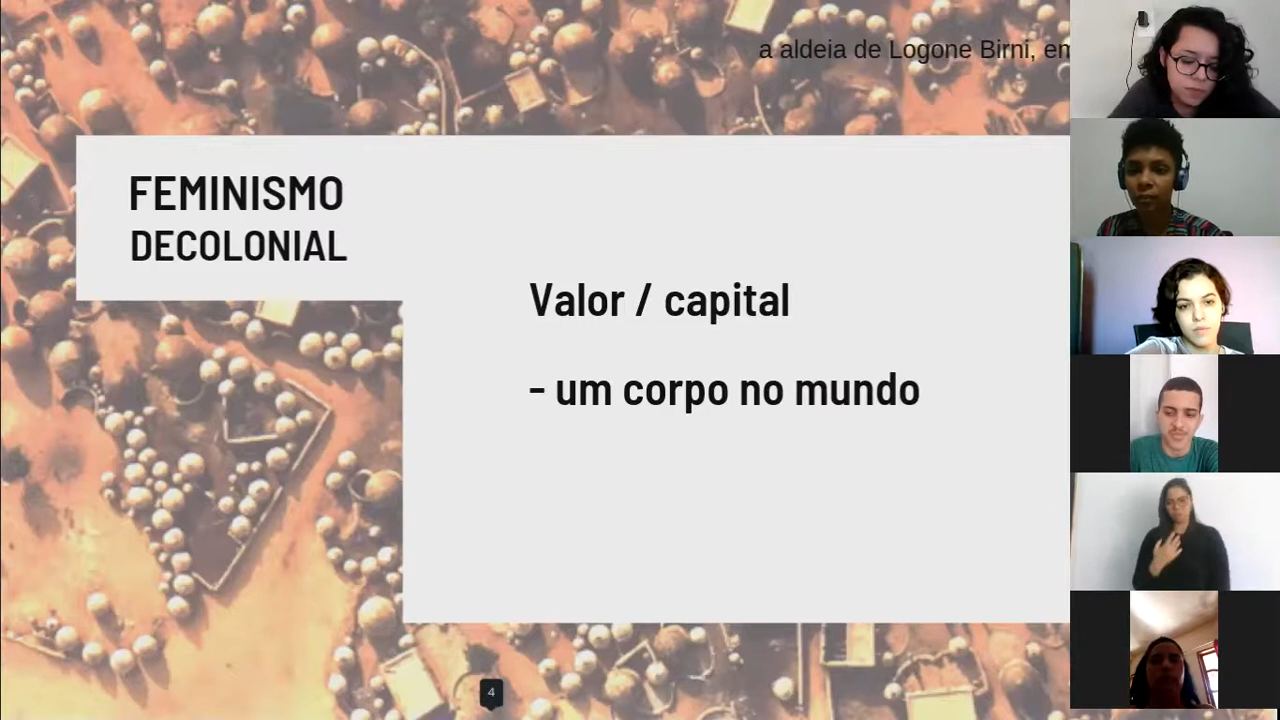 a aldeia de Logone Birni, em
FEMINISMO
DECOLONIAL
Valor / capital
- um corpo no mundo
4